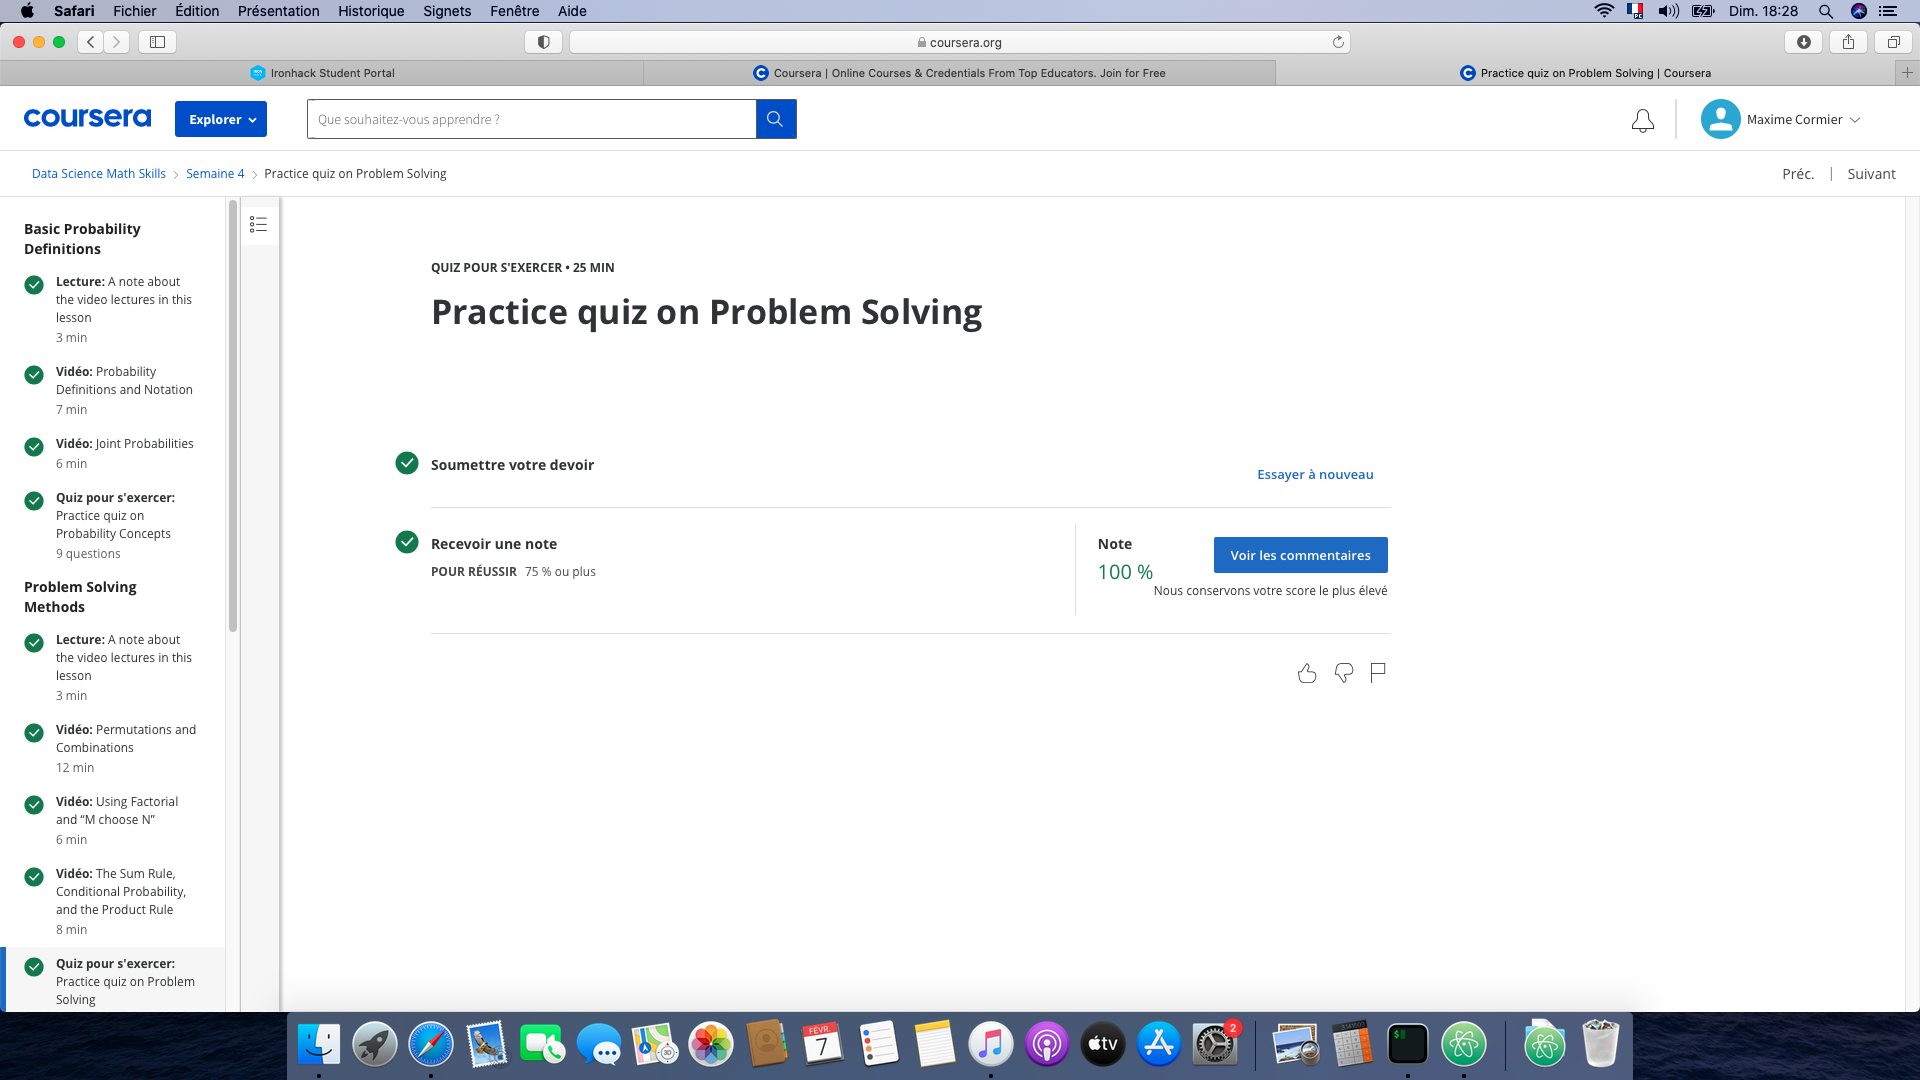 Safari Fichier Édition Présentation Historique Signets Fenêtre Aide Dim. 18:28
coursera.org
Ironhack Student Portal
Coursera | Online Courses & Credentials From Top Educators. Join for Free
Practice quiz on Problem Solving | Coursera
coursera Explorer Que souhaitez-vous apprendre ? Maxime Cormier
Data Science Math Skills Semaine 4 Practice quiz on Problem Solving Préc. Suivant
Basic Probability
Definitions
Lecture: A note about
the video lectures in this
lesson
3 min
Vidéo: Probability
Definitions and Notation
7 min
Vidéo: Joint Probabilities
6 min
Quiz pour s'exercer:
Practice quiz on
Probability Concepts
9 questions
Problem Solving
Methods
Lecture: A note about
the video lectures in this
lesson
3 min
Vidéo: Permutations and
Combinations
12 min
Vidéo: Using Factorial
and “M choose N”
6 min
Vidéo: The Sum Rule,
Conditional Probability,
and the Product Rule
8 min
Quiz pour s'exercer:
Practice quiz on Problem
Solving
QUIZ POUR S'EXERCER • 25 MIN
Practice quiz on Problem Solving
Soumettre votre devoir
Essayer à nouveau
Recevoir une note
POUR RÉUSSIR 75 % ou plus
Note
100 %
Voir les commentaires
Nous conservons votre score le plus élevé
FÉVR.
7
tv
2